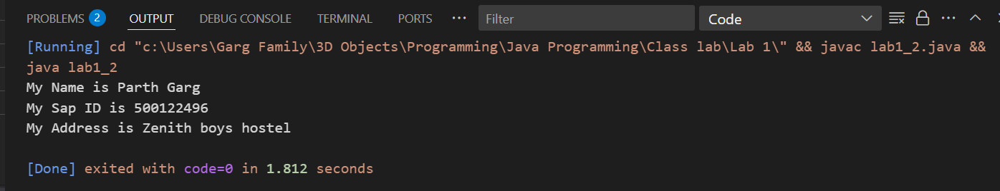 PROBLEMS 2 OUTPUT DEBUG CONSOLE TERMINAL PORTS ··· Filter Code ···
[Running] cd "c:\Users\Garg Family\3D Objects\Programming\Java Programming\Class lab\Lab 1\" && javac lab1_2.java &&
java lab1_2
My Name is Parth Garg
My Sap ID is 500122496
My Address is Zenith boys hostel
[Done] exited with code=0 in 1.812 seconds